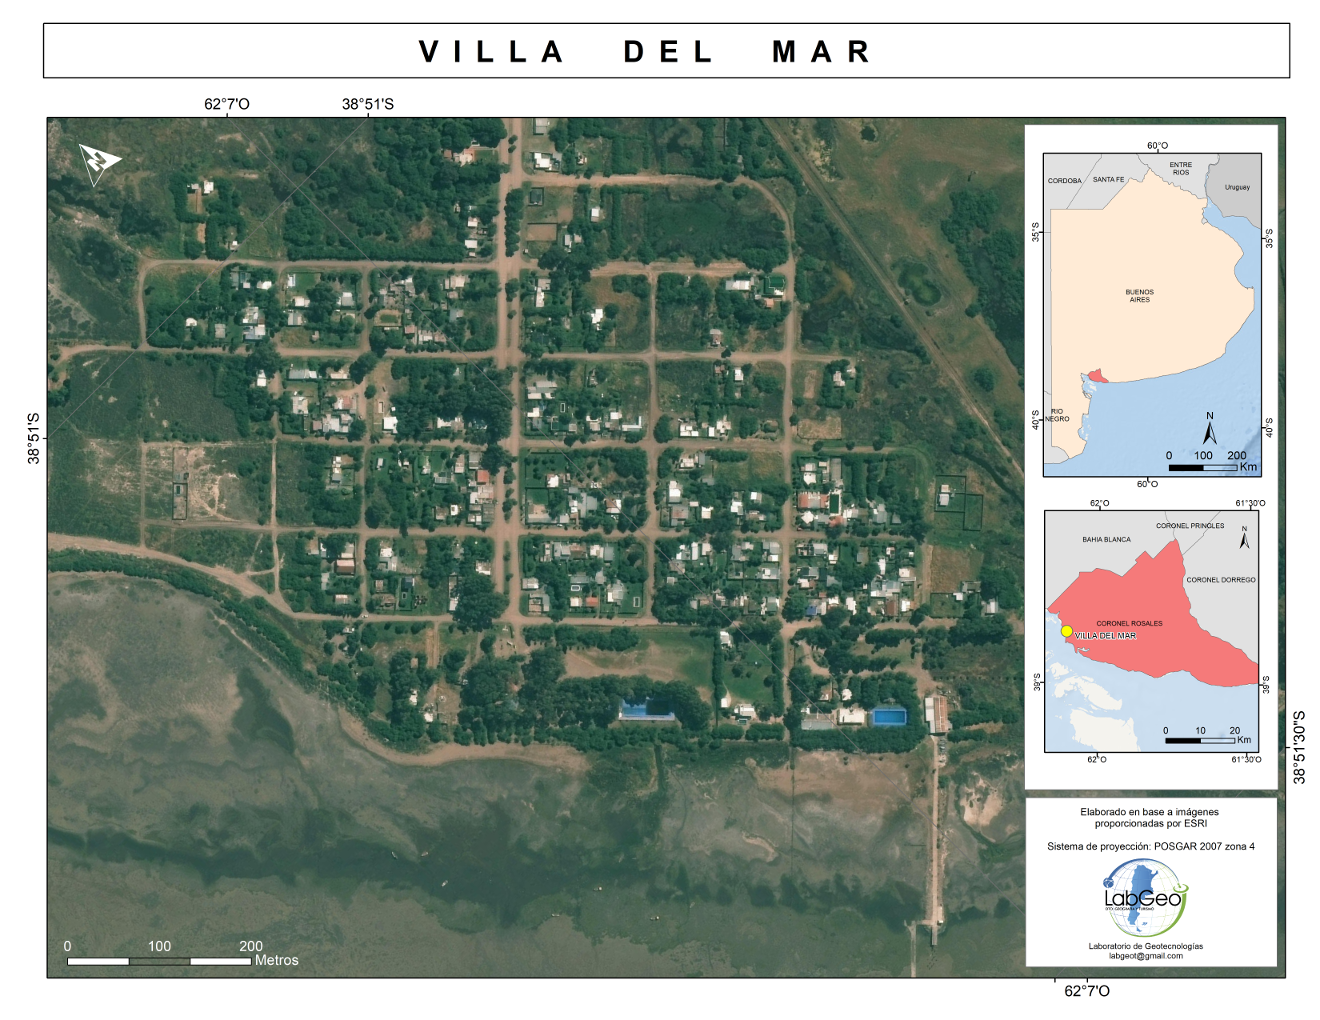 VILLA DEL MAR
62°7'O
38°51'S
N
38°51'S
0 100 200
Metros
62°7'O
38°51'30"S
60°O
CORDOBA
SANTA FE
ENTRE
RIOS
Uruguay
35°S
35°S
BUENOS
AIRES
RIO
NEGRO
40°S
40°S
N
0 100 200
Km
60°O
62°O
61°30'O
CORONEL PRINGLES
BAHIA BLANCA
N
CORONEL DORREGO
CORONEL ROSALES
VILLA DEL MAR
39°S
39°S
0 10 20
Km
62°O
61°30'O
Elaborado en base a imágenes
proporcionadas por ESRI
Sistema de proyección: POSGAR 2007 zona 4
LabGeo
DTO. GEOGRAFIA Y TURISMO
Laboratorio de Geotecnologías
labgeot@gmail.com